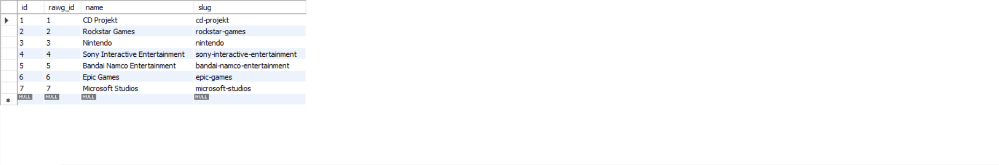 id rawg_id name slug
1 1 CD Projekt cd-projekt
2 2 Rockstar Games rockstar-games
3 3 Nintendo nintendo
4 4 Sony Interactive Entertainment sony-interactive-entertainment
5 5 Bandai Namco Entertainment bandai-namco-entertainment
6 6 Epic Games epic-games
7 7 Microsoft Studios microsoft-studios
NULL NULL NULL NULL